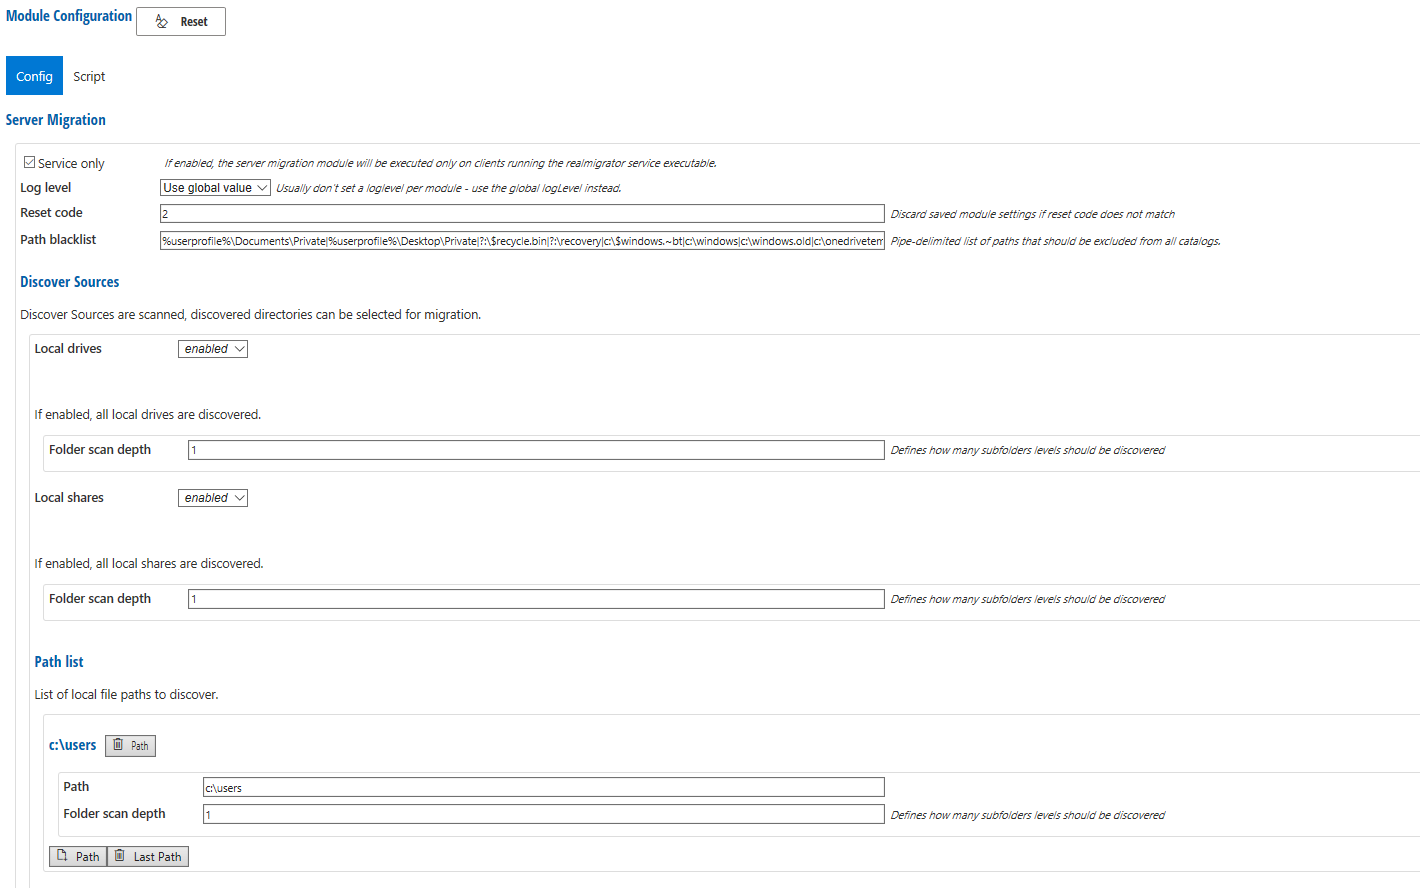 Module Configuration Reset
Config Script
Server Migration
Service only If enabled, the server migration module will be executed only on clients running the realmigrator service executable.
Log level Use global value Usually don't set a loglevel per module - use the global logLevel instead.
Reset code 2 Discard saved module settings if reset code does not match
Path blacklist %userprofile%\Documents\Private|%userprofile%\Desktop\Private|?:\$recycle.bin|?:\recovery|c:\$windows.~bt|c:\windows|c:\windows.old|c:\onedrivetem Pipe-delimited list of paths that should be excluded from all catalogs.
Discover Sources
Discover Sources are scanned, discovered directories can be selected for migration.
Local drives enabled
If enabled, all local drives are discovered.
Folder scan depth 1 Defines how many subfolders levels should be discovered
Local shares enabled
If enabled, all local shares are discovered.
Folder scan depth 1 Defines how many subfolders levels should be discovered
Path list
List of local file paths to discover.
c:\users Path
Path c:\users
Folder scan depth 1 Defines how many subfolders levels should be discovered
Path Last Path